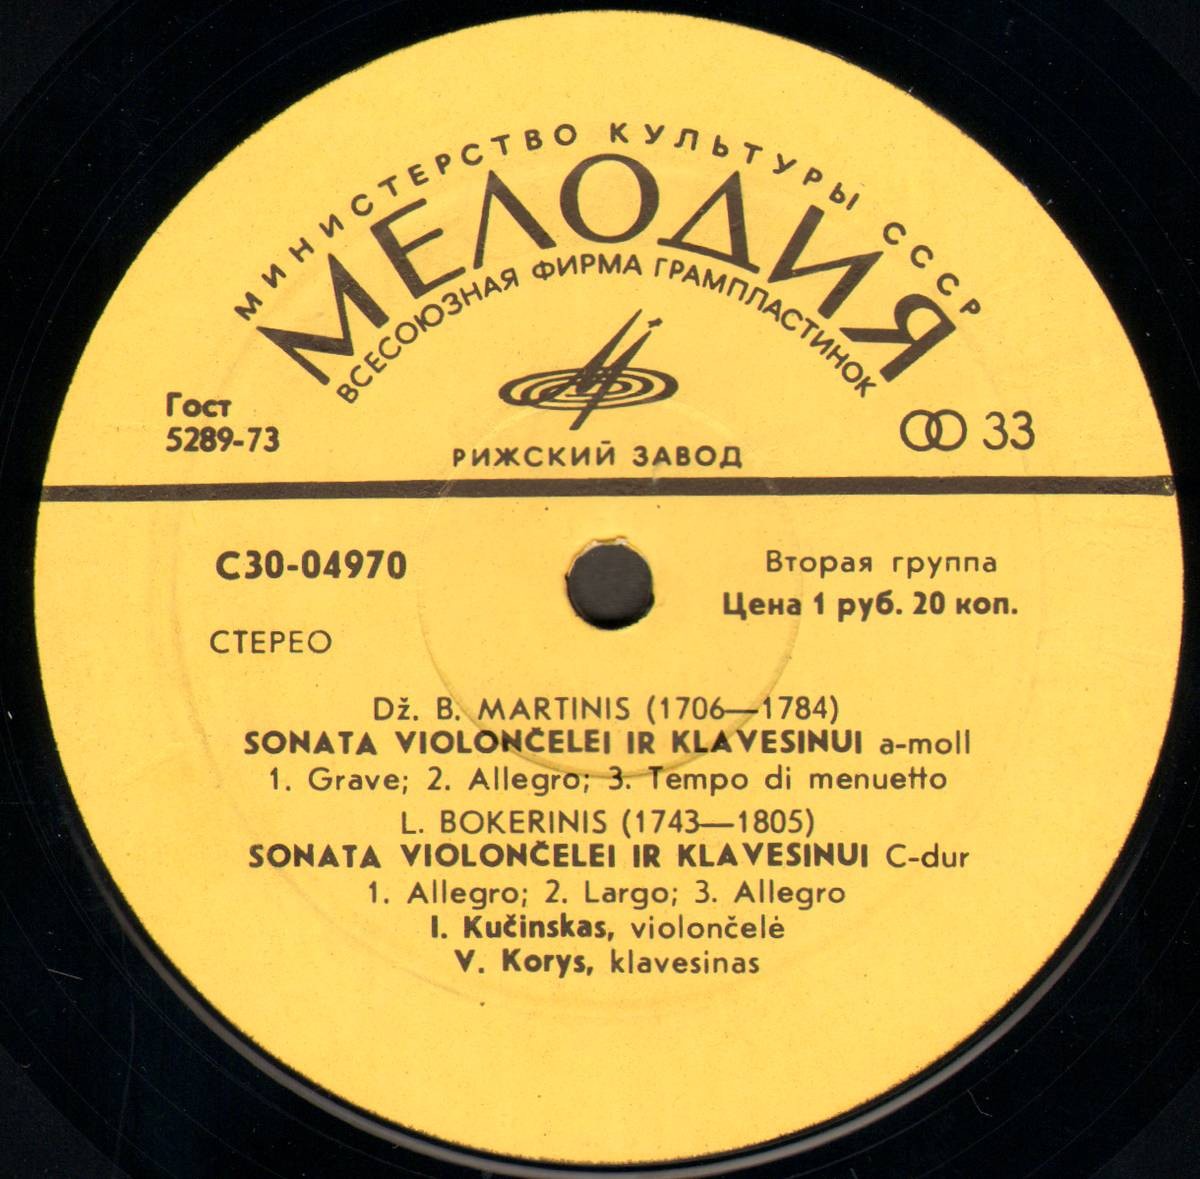 МИНИСТЕРСТВО КУЛЬТУРЫ СССР
МЕЛОДИЯ
ВСЕСОЮЗНАЯ ФИРМА ГРАМПЛАСТИНОК
Гост
5289-73
33
РИЖСКИЙ ЗАВОД
С30-04970
Вторая группа
Цена 1 руб. 20 коп.
СТЕРЕО
Dž. B. MARTINIS (1706—1784)
SONATA VIOLONČELEI IR KLAVESINUI a-moll
1. Grave; 2. Allegro; 3. Tempo di menuetto
L. BOKERINIS (1743—1805)
SONATA VIOLONČELEI IR KLAVESINUI C-dur
1. Allegro; 2. Largo; 3. Allegro
I. Kučinskas, violončelė
V. Korys, klavesinas